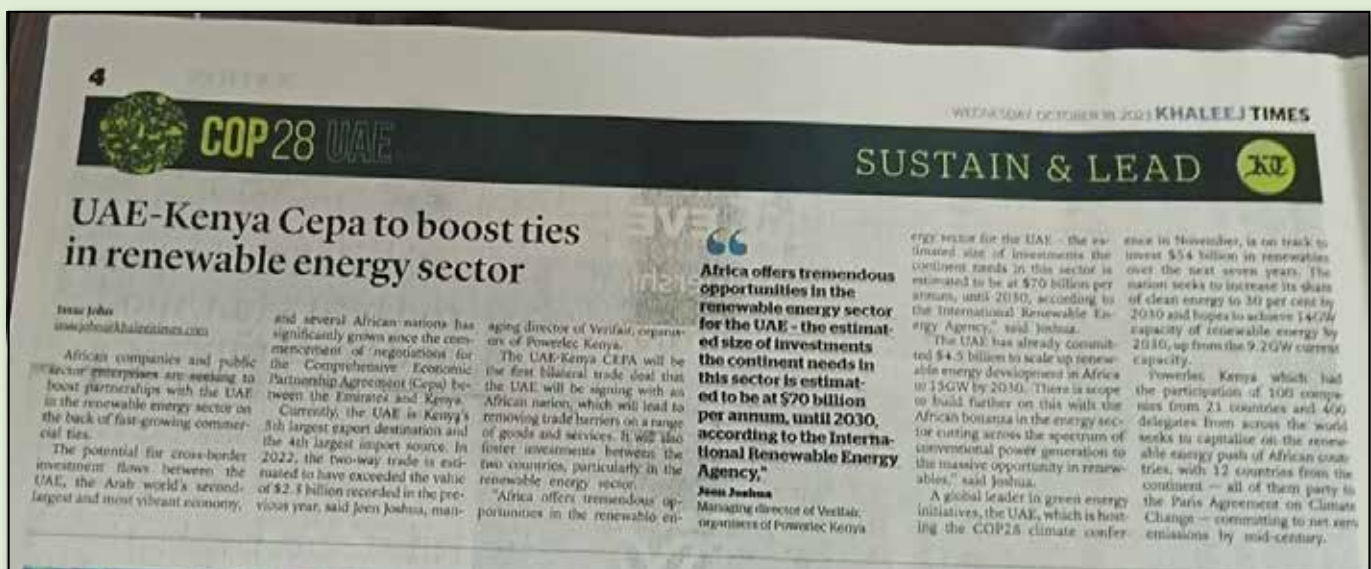 4
WEDNESDAY OCTOBER 18 2023 KHALEEJ TIMES
COP28 UAE
SUSTAIN & LEAD
KT
UAE-Kenya Cepa to boost ties
in renewable energy sector
Issac John
issacjohn@khaleejtimes.com
African companies and public
sector enterprises are seeking to
boost partnerships with the UAE
in the renewable energy sector on
the back of fast-growing commer-
cial ties.
The potential for cross-border
investment flows between the
UAE, the Arab world's second-
largest and most vibrant economy,
and several African nations has
significantly grown since the com-
mencement of negotiations for
the Comprehensive Economic
Partnership Agreement (Cepa) be-
tween the Emirates and Kenya.
Currently, the UAE is Kenya's
8th largest export destination and
the 4th largest import source. In
2022, the two-way trade is esti-
mated to have exceeded the value
of $2.3 billion recorded in the pre-
vious year, said Joen Joshua, man-
aging director of Verifair, organis-
ers of Powerlec Kenya.
The UAE-Kenya CEPA will be
the first bilateral trade deal that
the UAE will be signing with an
African nation, which will lead to
removing trade barriers on a range
of goods and services. It will also
foster investments between the
two countries, particularly in the
renewable energy sector.
"Africa offers tremendous op-
portunities in the renewable en-
“
Africa offers tremendous
opportunities in the
renewable energy sector
for the UAE - the estimat-
ed size of investments
the continent needs in
this sector is estimat-
ed to be at $70 billion
per annum, until 2030,
according to the Interna-
tional Renewable Energy
Agency,"
Joen Joshua
Managing director of Verifair,
organisers of Powerlec Kenya
ergy sector for the UAE - the es-
timated size of investments the
continent needs in this sector is
estimated to be at $70 billion per
annum, until 2030, according to
the International Renewable En-
ergy Agency," said Joshua.
The UAE has already commit-
ted $4.5 billion to scale up renew-
able energy development in Africa
to 15GW by 2030. There is scope
to build further on this with the
African bonanza in the energy sec-
tor cutting across the spectrum of
conventional power generation to
the massive opportunity in renew-
ables," said Joshua.
A global leader in green energy
initiatives, the UAE, which is host-
ing the COP28 climate confer-
ence in November, is on track to
invest $54 billion in renewables
over the next seven years. The
nation seeks to increase its share
of clean energy to 30 per cent by
2030 and hopes to achieve 14GW
capacity of renewable energy by
2030, up from the 9.2GW current
capacity.
Powerlec Kenya which had
the participation of 100 compa-
nies from 21 countries and 400
delegates from across the world
seeks to capitalise on the renew-
able energy push of African coun-
tries, with 12 countries from the
continent — all of them party to
the Paris Agreement on Climate
Change — committing to net zero
emissions by mid-century.